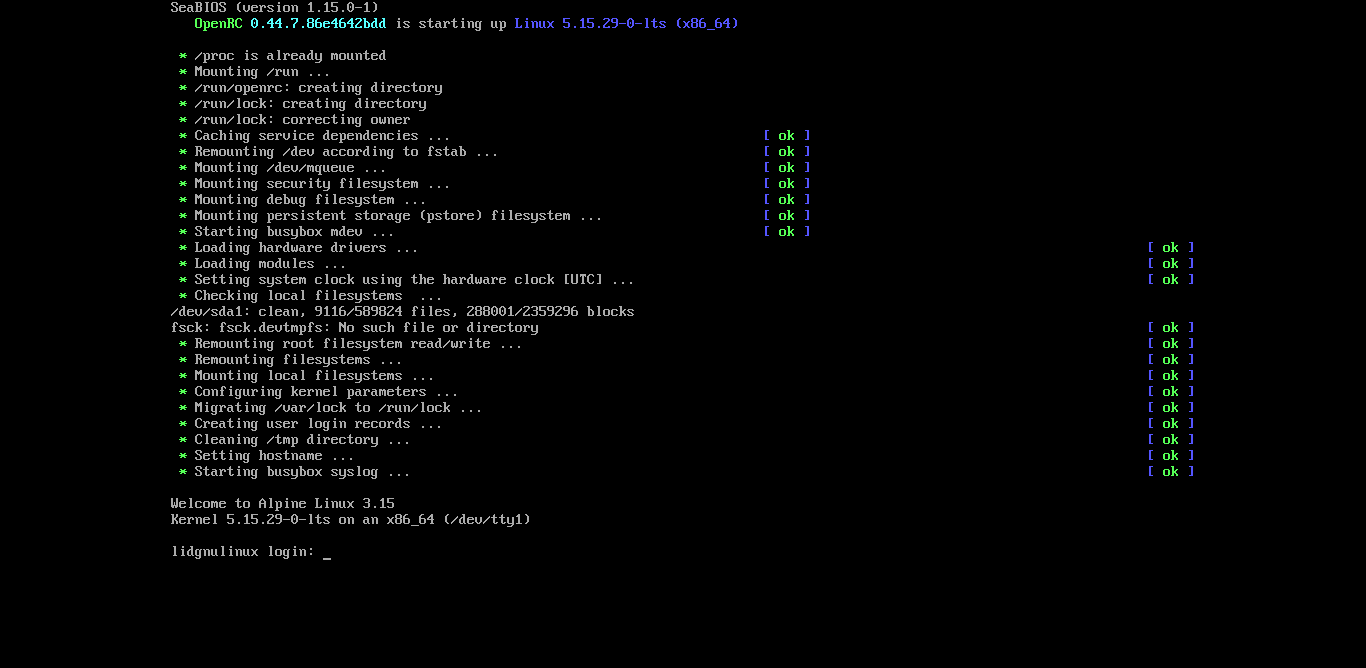 SeaBIOS (version 1.15.0-1)
OpenRC 0.44.7.86e4642bdd is starting up Linux 5.15.29-0-lts (x86_64)
* /proc is already mounted
* Mounting /run ...
* /run/openrc: creating directory
* /run/lock: creating directory
* /run/lock: correcting owner
* Caching service dependencies ... [ ok ]
* Remounting /dev according to fstab ... [ ok ]
* Mounting /dev/mqueue ... [ ok ]
* Mounting security filesystem ... [ ok ]
* Mounting debug filesystem ... [ ok ]
* Mounting persistent storage (pstore) filesystem ... [ ok ]
* Starting busybox mdev ... [ ok ]
* Loading hardware drivers ... [ ok ]
* Loading modules ... [ ok ]
* Setting system clock using the hardware clock [UTC] ... [ ok ]
* Checking local filesystems  ...
/dev/sda1: clean, 9116/589824 files, 288001/2359296 blocks
fsck: fsck.devtmpfs: No such file or directory [ ok ]
* Remounting root filesystem read/write ... [ ok ]
* Remounting filesystems ... [ ok ]
* Mounting local filesystems ... [ ok ]
* Configuring kernel parameters ... [ ok ]
* Migrating /var/lock to /run/lock ... [ ok ]
* Creating user login records ... [ ok ]
* Cleaning /tmp directory ... [ ok ]
* Setting hostname ... [ ok ]
* Starting busybox syslog ... [ ok ]
Welcome to Alpine Linux 3.15
Kernel 5.15.29-0-lts on an x86_64 (/dev/tty1)
lidgnulinux login: _